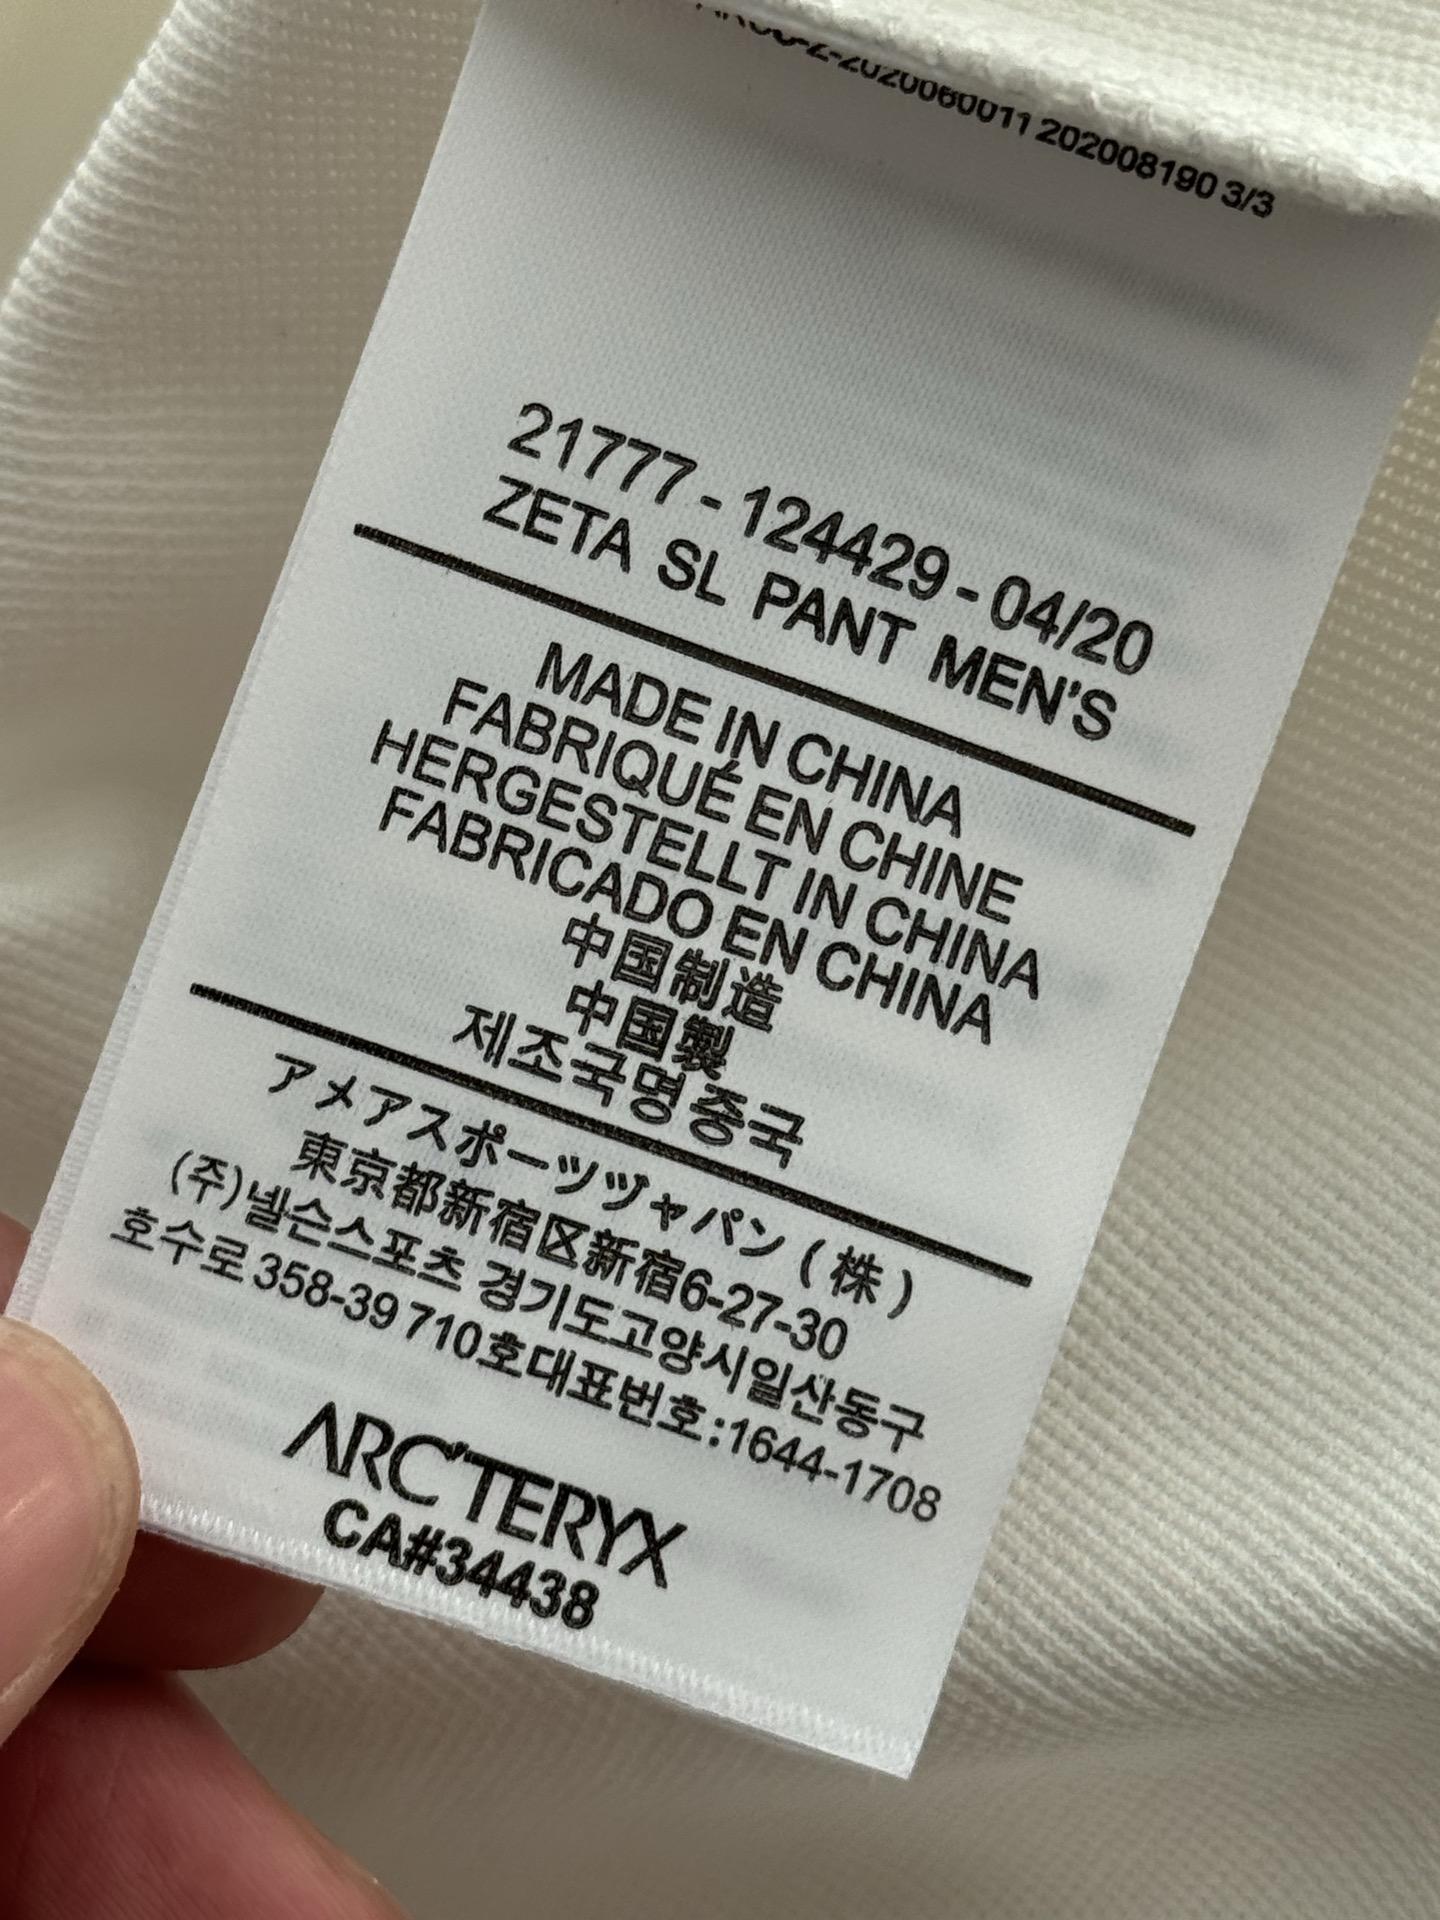 2020060011 202008190 3/3
21777 - 124429 - 04/20
ZETA SL PANT MEN'S
MADE IN CHINA
FABRIQUÉ EN CHINE
HERGESTELLT IN CHINA
FABRICADO EN CHINA
中国制造
中国製
제조국명 중국
アメアスポーツヅャパン ( 株 )
東京都新宿区新宿6-27-30
(주)넬슨스포츠 경기도고양시일산동구
호수로 358-39 710호대표번호:1644-1708
ARC'TERYX
CA#34438